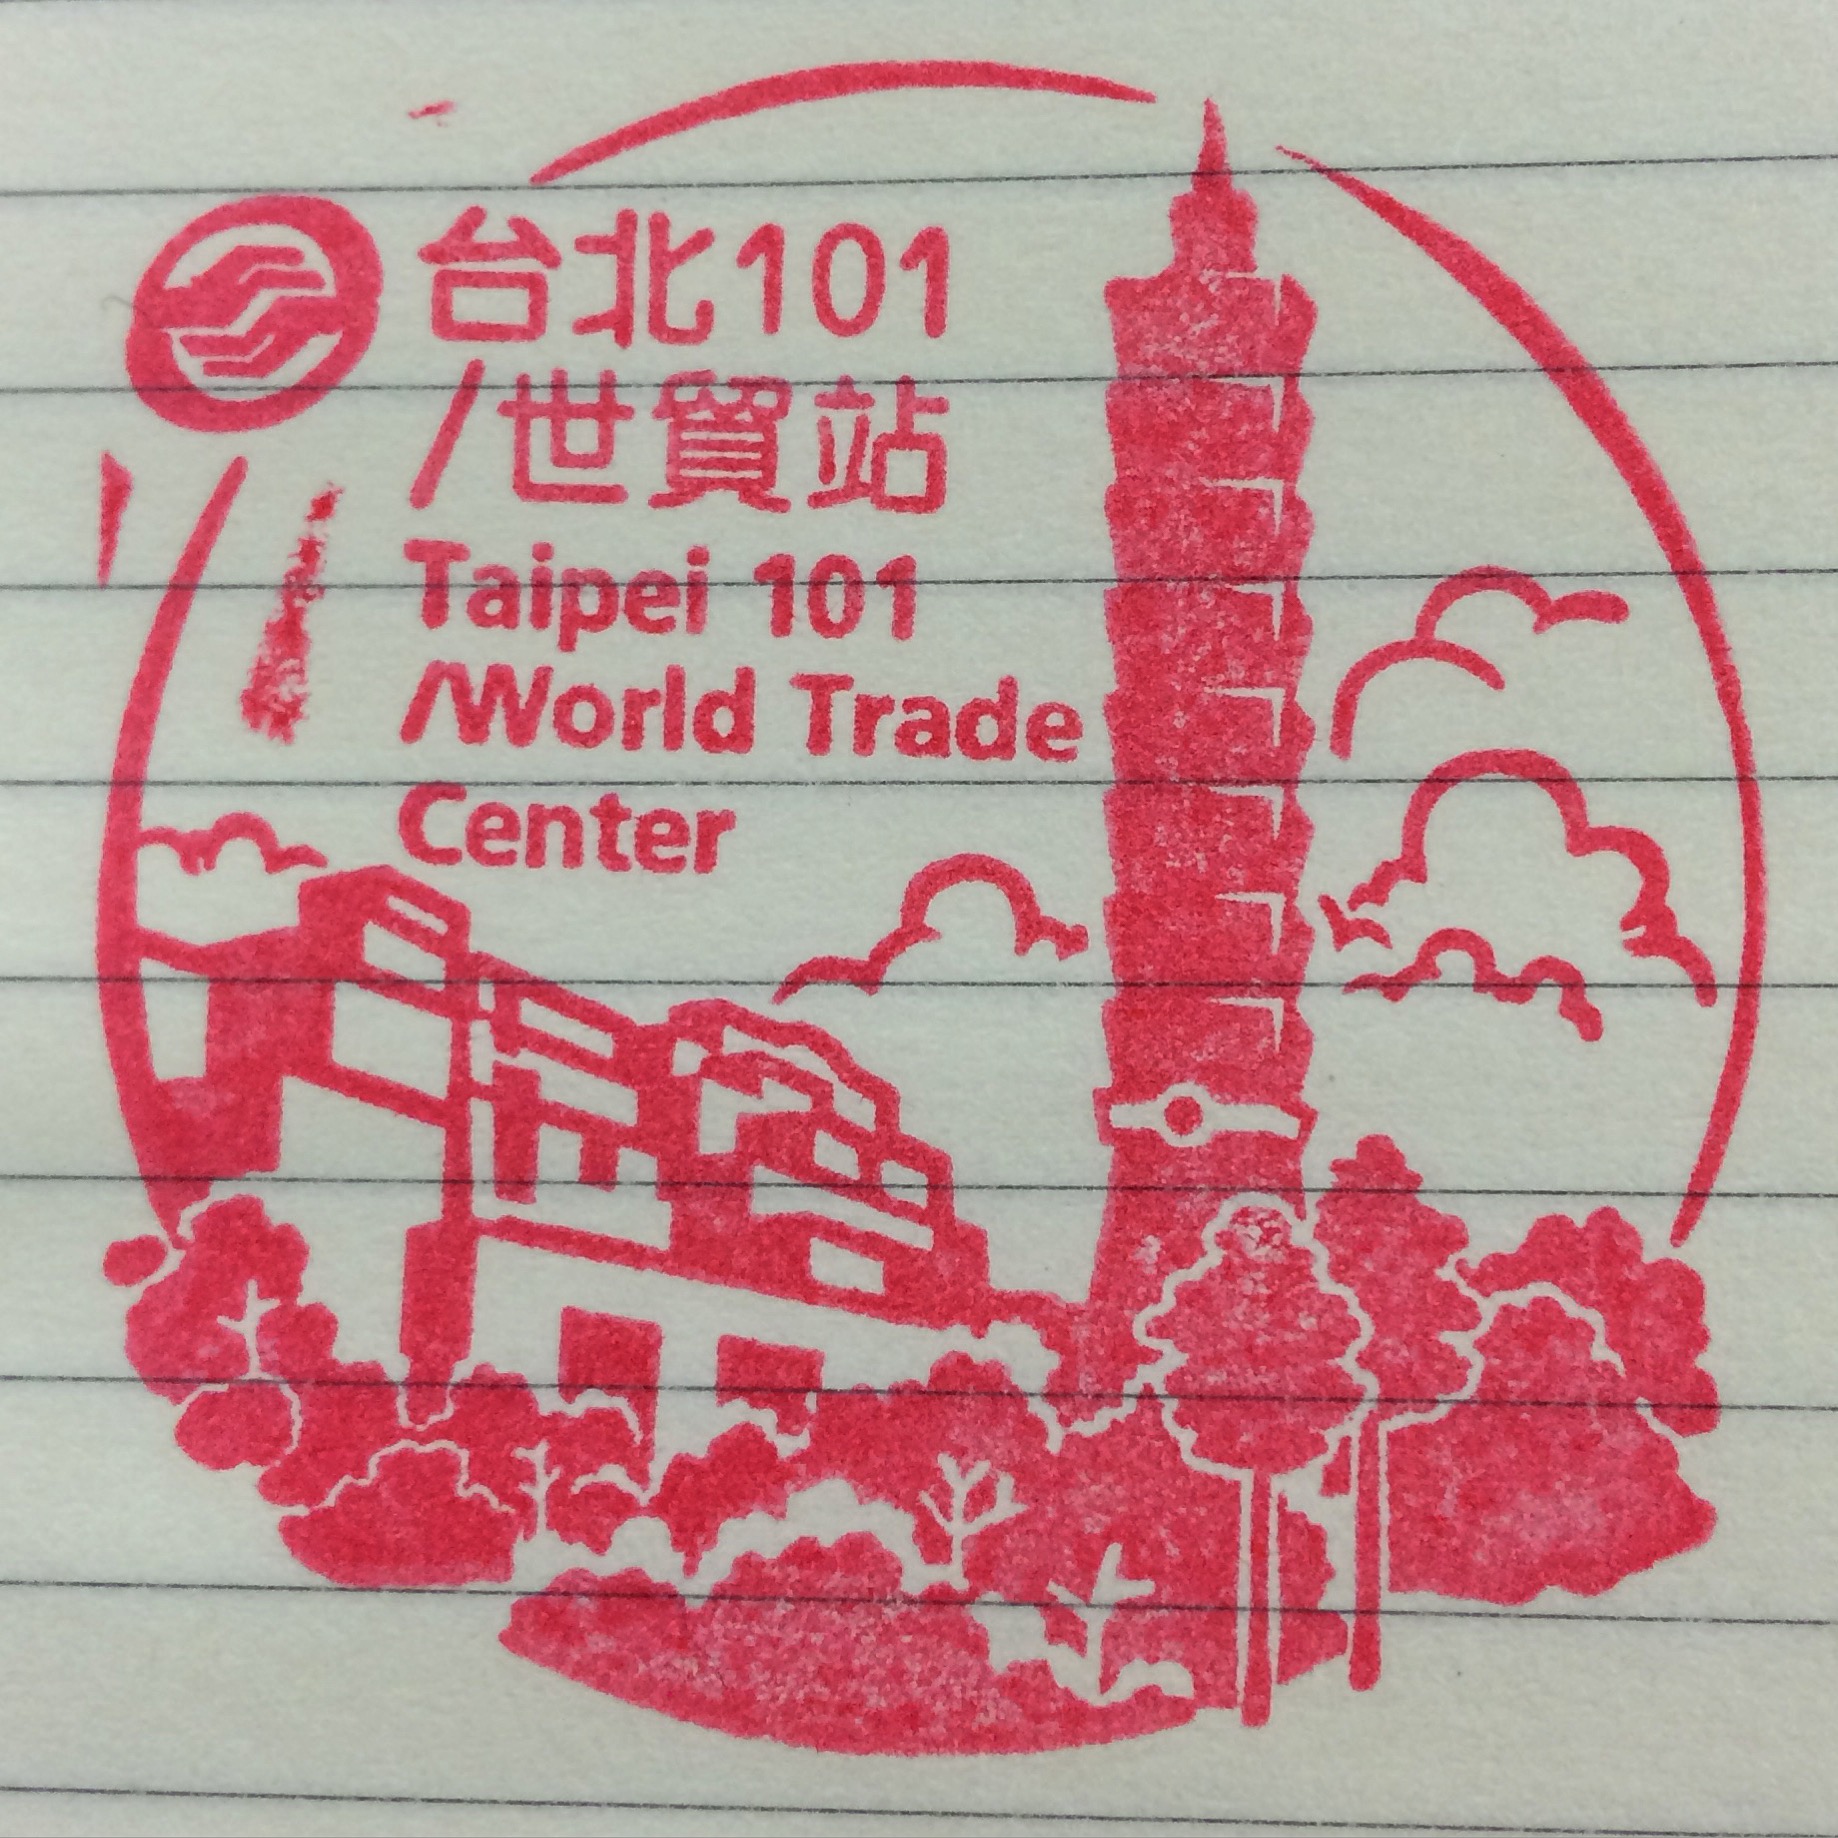 台北101
/世貿站
Taipei 101
/World Trade
Center